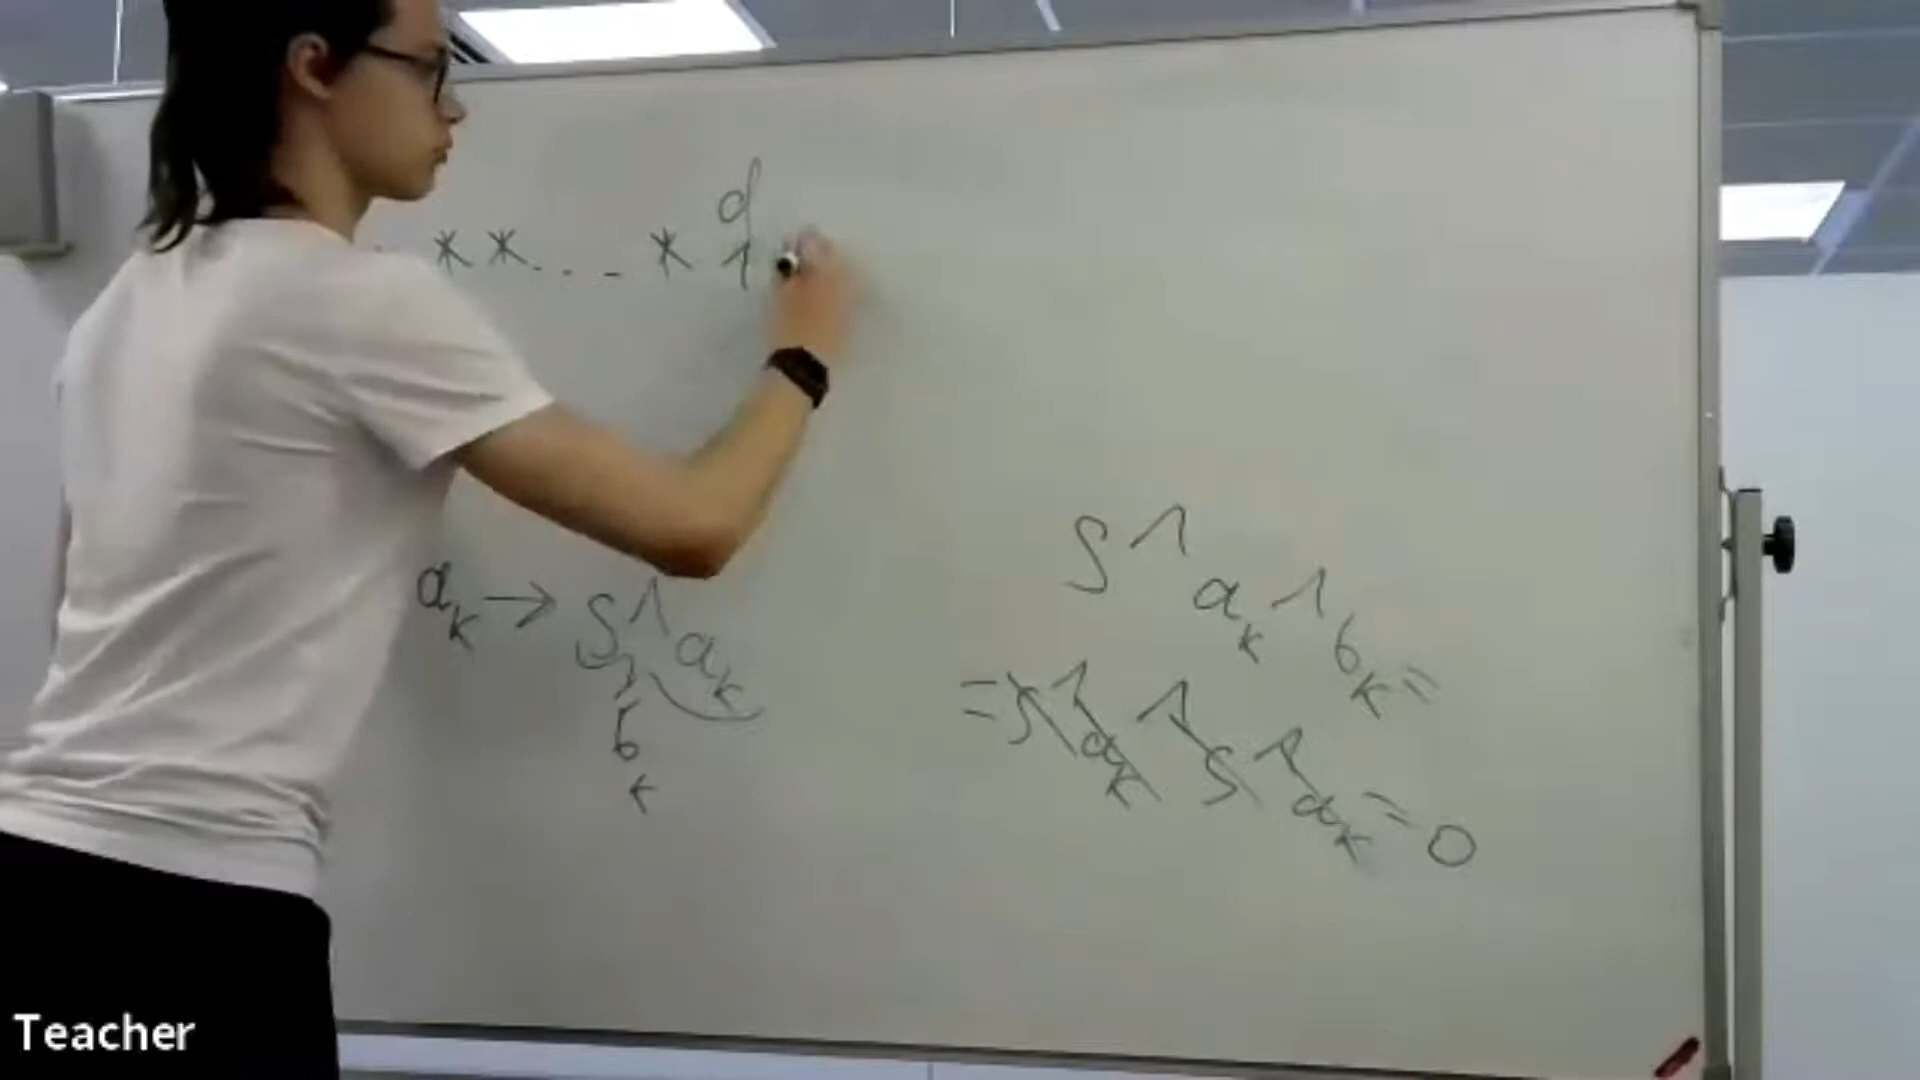 d
* * . . . _ * 1
a_k → S ^ a_k
b_k
S ^ a_k ^ b_k =
= S ^ a_k ^ S ^ a_k = 0
Teacher